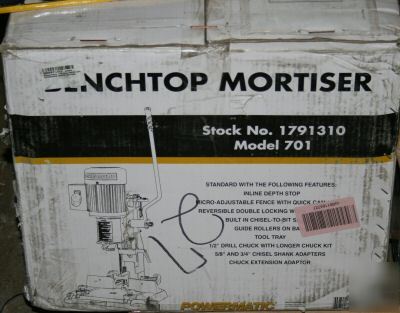 BENCHTOP MORTISER
Stock No. 1791310
Model 701
STANDARD WITH THE FOLLOWING FEATURES:
INLINE DEPTH STOP
MICRO-ADJUSTABLE FENCE WITH QUICK
REVERSIBLE DOUBLE LOCKING
BUILT IN CHISEL-TO-BIT
GUIDE ROLLERS ON
TOOL TRAY
1/2" DRILL CHUCK WITH LONGER CHUCK KIT
5/8" AND 3/4" CHISEL SHANK ADAPTERS
CHUCK EXTENSION ADAPTOR
POWERMATIC